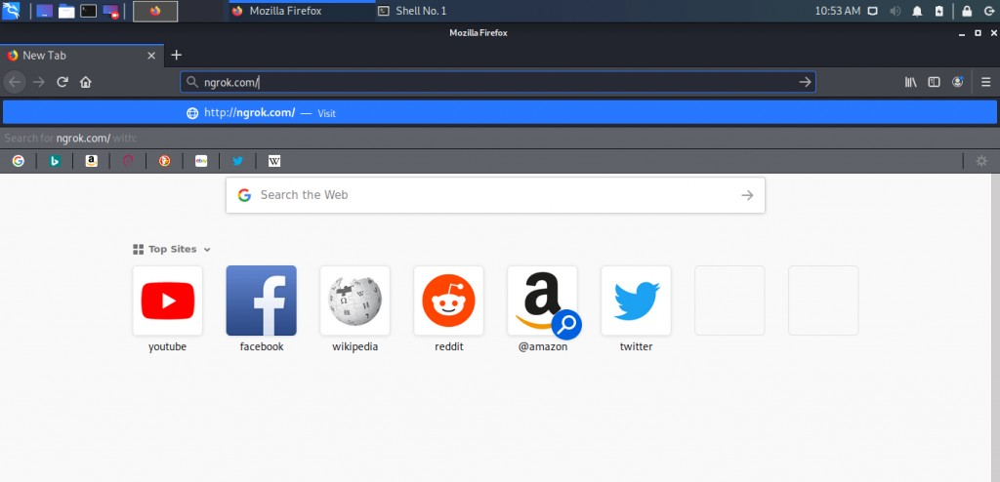 Mozilla Firefox
Shell No. 1
10:53 AM
Mozilla Firefox
New Tab
ngrok.com/
http://ngrok.com/ — Visit
Search for ngrok.com/ with:
Search the Web
Top Sites
youtube
facebook
wikipedia
reddit
@amazon
twitter